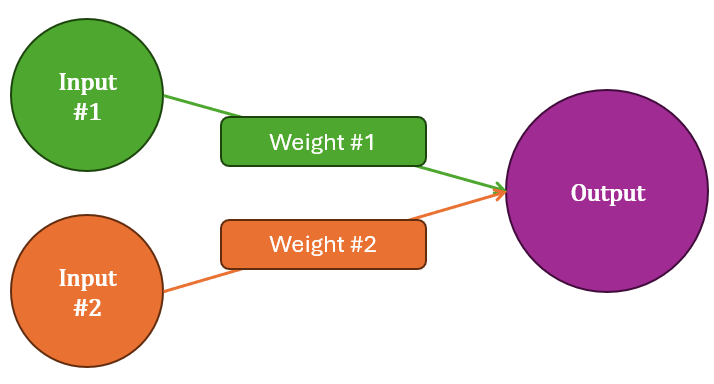 Input
#1
Weight #1
Output
Weight #2
Input
#2